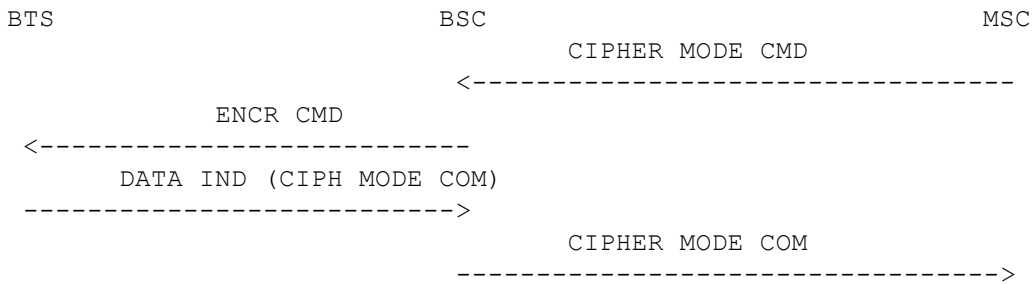 BTS BSC MSC
CIPHER MODE CMD
<-----------------------------------
ENCR CMD
<---------------------------
DATA IND (CIPH MODE COM)
--------------------------->
CIPHER MODE COM
---------------------------------->